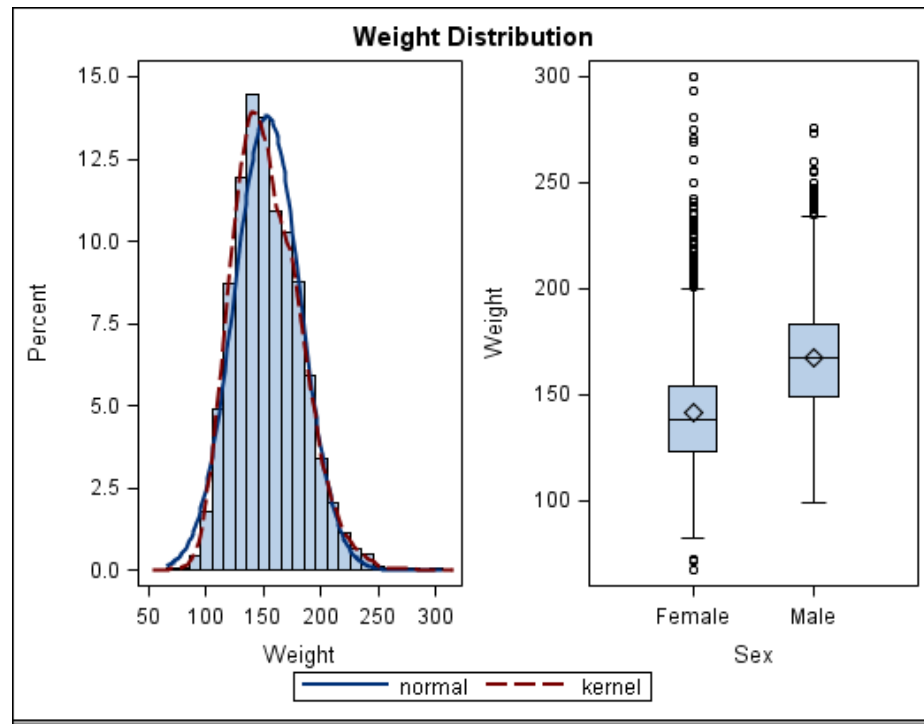 Weight Distribution
15.0
12.5
10.0
7.5
5.0
2.5
0.0
Percent
50 100 150 200 250 300
Weight
300
250
200
150
100
Weight
Female Male
Sex
normal kernel